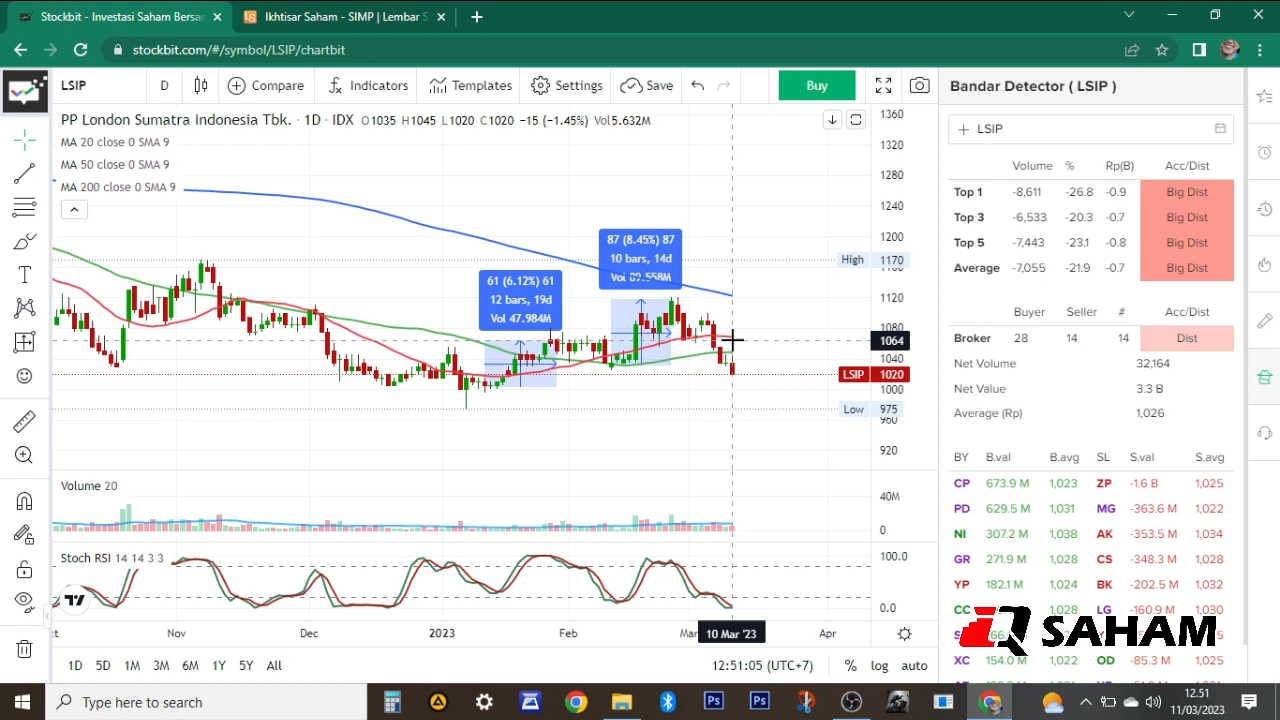 Stockbit - Investasi Saham Bersar
Ikhtisar Saham - SIMP | Lembar S
stockbit.com/#/symbol/LSIP/chartbit
LSIP D Compare Indicators Templates Settings Save Buy
PP London Sumatra Indonesia Tbk. · 1D · IDX O1035 H1045 L1020 C1020 -15 (-1.45%) Vol5.632M
MA 20 close 0 SMA 9
MA 50 close 0 SMA 9
MA 200 close 0 SMA 9
61 (6.12%) 61
12 bars, 19d
Vol 47.984M
87 (8.45%) 87
10 bars, 14d
Vol 89.558M
1360
1320
1280
1240
1200
High 1170
1160
1120
1080
1064
1040
LSIP 1020
1000
Low 975
960
920
Volume 20
40M
0
Stoch RSI 14 14 3 3
100.0
0.0
Nov Dec 2023 Feb Mar 10 Mar '23 Apr
1D 5D 1M 3M 6M 1Y 5Y All 12:51:05 (UTC+7) % log auto
Bandar Detector ( LSIP )
LSIP
Volume % Rp(B) Acc/Dist
Top 1 -8,611 -26.8 -0.9 Big Dist
Top 3 -6,533 -20.3 -0.7 Big Dist
Top 5 -7,443 -23.1 -0.8 Big Dist
Average -7,055 -21.9 -0.7 Big Dist
Buyer Seller # Acc/Dist
Broker 28 14 14 Dist
Net Volume 32,164
Net Value 3.3 B
Average (Rp) 1,026
BY B.val B.avg SL S.val S.avg
CP 673.9 M 1,023 ZP -1.6 B 1,025
PD 629.5 M 1,031 MG -363.6 M 1,022
NI 307.2 M 1,038 AK -353.5 M 1,034
GR 271.9 M 1,028 CS -348.3 M 1,028
YP 182.1 M 1,024 BK -202.5 M 1,032
CC 1,028 LG -160.9 M 1,030
XC 154.0 M 1,022 OD -85.3 M 1,025
IQ SAHAM
Type here to search
12.51
11/03/2023